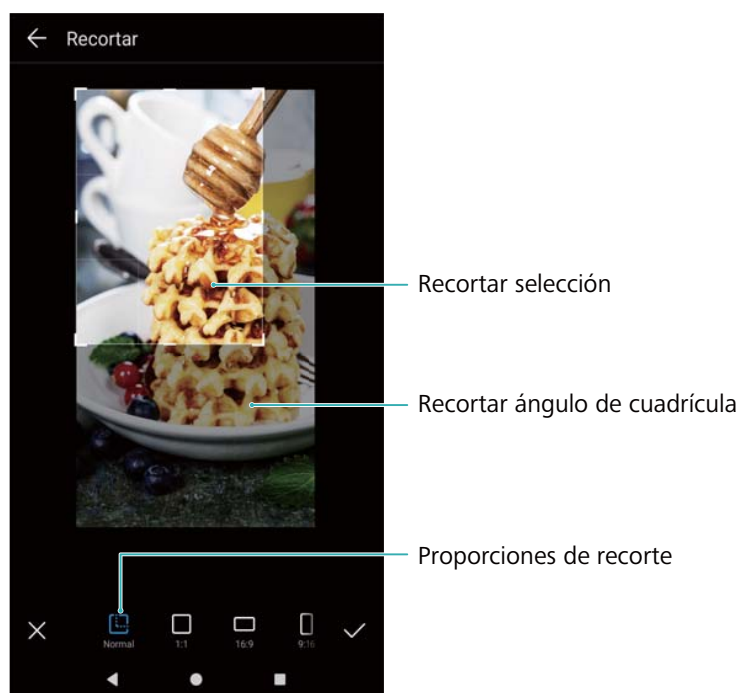 Recortar
Recortar selección
Recortar ángulo de cuadrícula
Proporciones de recorte
Normal
1:1
16:9
9:16